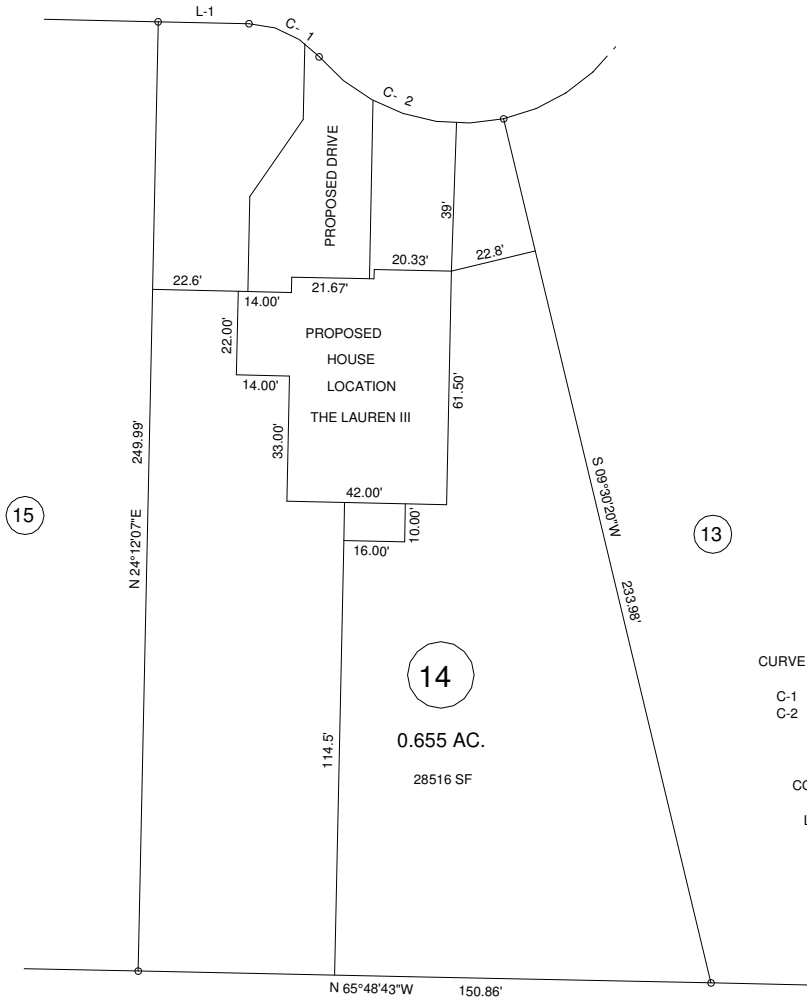 L-1
C- 1
C- 2
PROPOSED DRIVE
39'
22.6'
14.00'
21.67'
20.33'
22.8'
22.00'
PROPOSED
HOUSE
LOCATION
THE LAUREN III
14.00'
33.00'
61.50'
249.99'
N 24°12'07"E
42.00'
10.00'
16.00'
15
S 09°30'20"W
233.98'
13
14
0.655 AC.
28516 SF
114.5'
CURVE
C-1
C-2
CO
L
N 65°48'43"W
150.86'